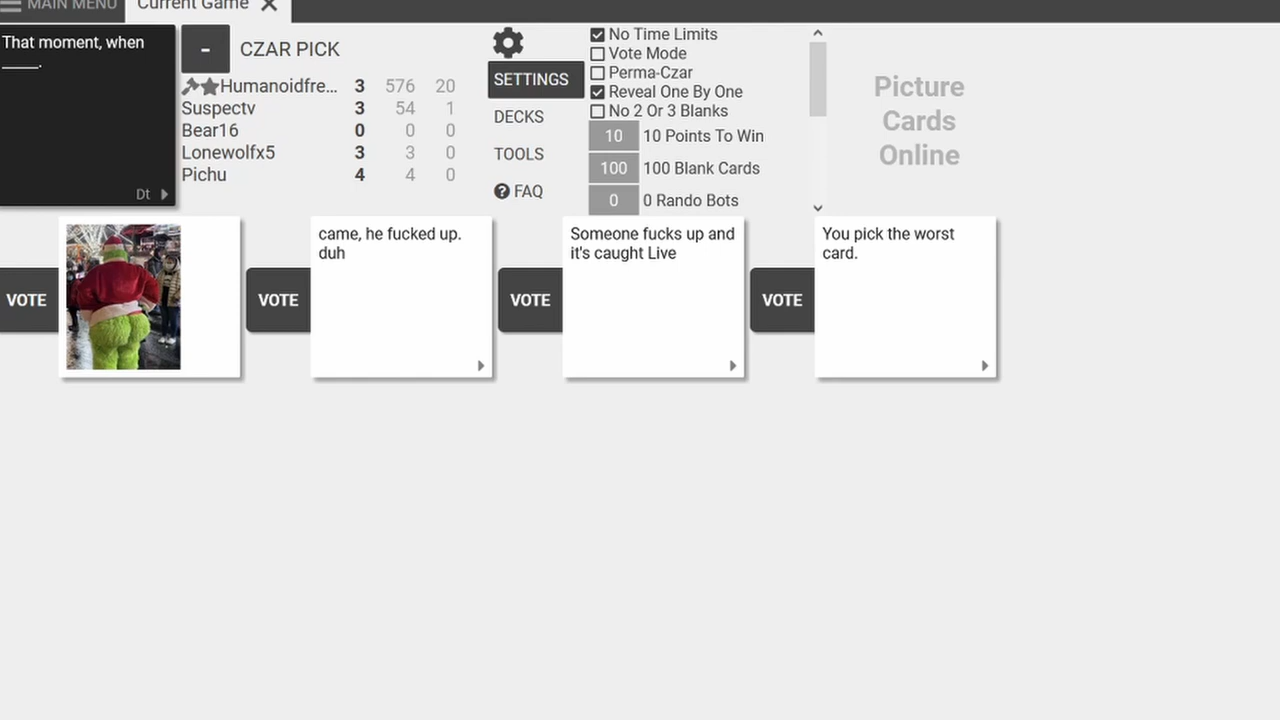 MAIN MENU
Current Game
That moment, when
____.
Dt
-
CZAR PICK
Humanoidfre... 3 576 20
Suspectv 3 54 1
Bear16 0 0 0
Lonewolfx5 3 3 0
Pichu 4 4 0
SETTINGS
DECKS
TOOLS
FAQ
No Time Limits
Vote Mode
Perma-Czar
Reveal One By One
No 2 Or 3 Blanks
10 10 Points To Win
100 100 Blank Cards
0 0 Rando Bots
Picture
Cards
Online
VOTE
VOTE
came, he fucked up.
duh
VOTE
Someone fucks up and
it's caught Live
VOTE
You pick the worst
card.